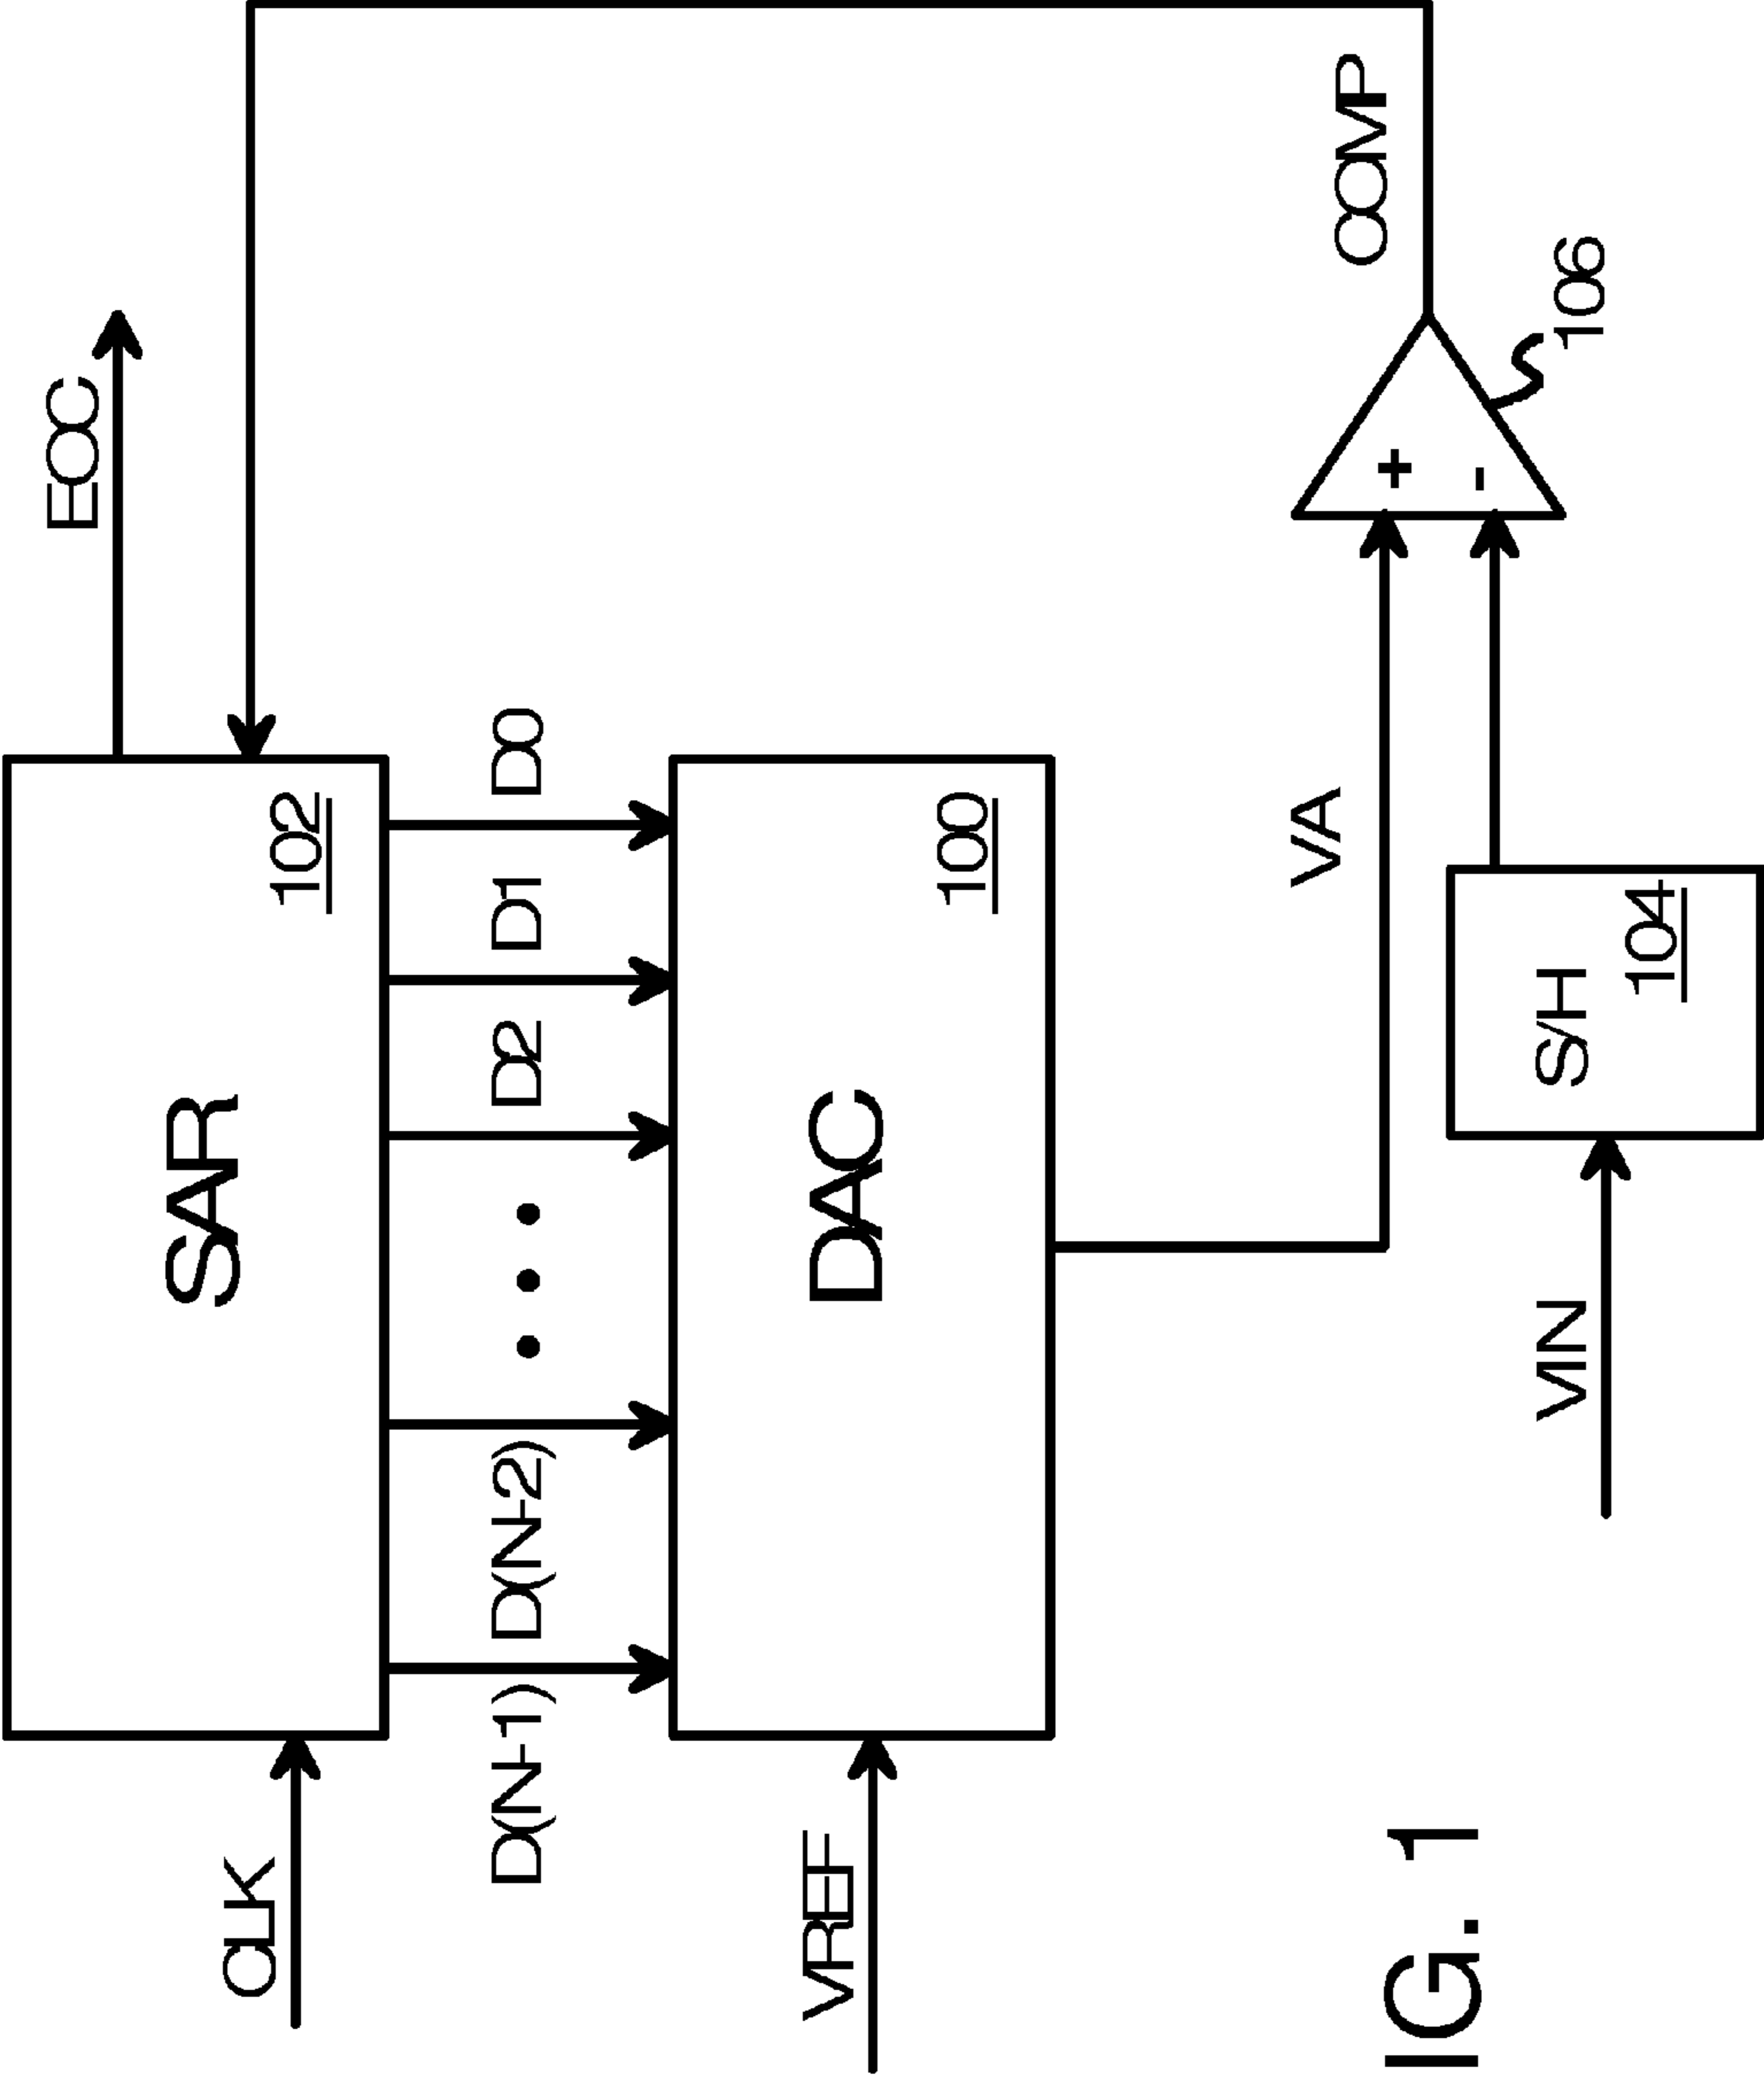 EOC
CLK
SAR
102
D(N-1)
D(N-2)
D2
D1
D0
VREF
DAC
100
VA
COMP
+
-
106
VIN
S/H
104
IG. 1